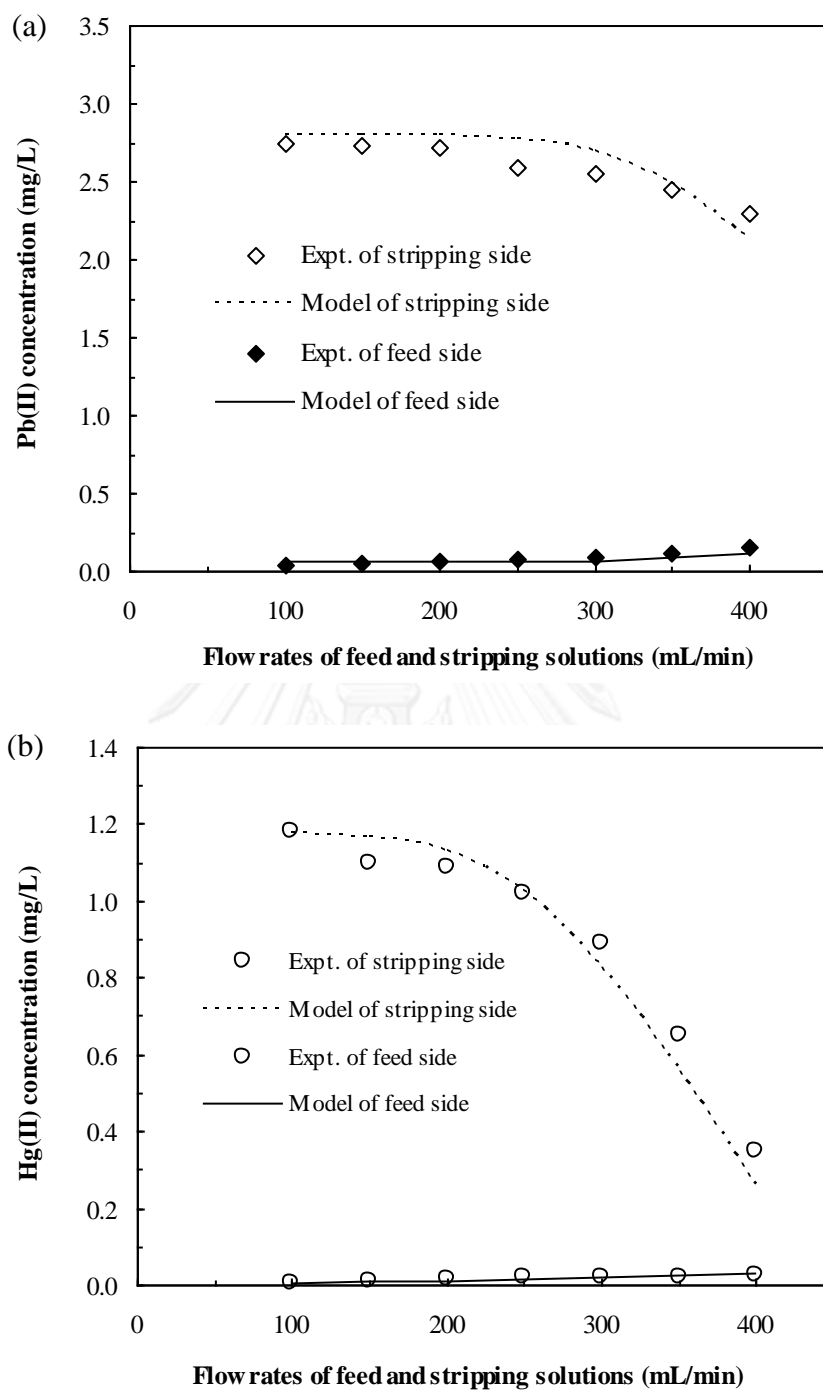 (a)
3.5
3.0
2.5
2.0
1.5
1.0
0.5
0.0
Pb(II) concentration (mg/L)
Expt. of stripping side
Model of stripping side
Expt. of feed side
Model of feed side
0 100 200 300 400
Flow rates of feed and stripping solutions (mL/min)
(b)
1.4
1.2
1.0
0.8
0.6
0.4
0.2
0.0
Hg(II) concentration (mg/L)
Expt. of stripping side
Model of stripping side
Expt. of feed side
Model of feed side
0 100 200 300 400
Flow rates of feed and stripping solutions (mL/min)